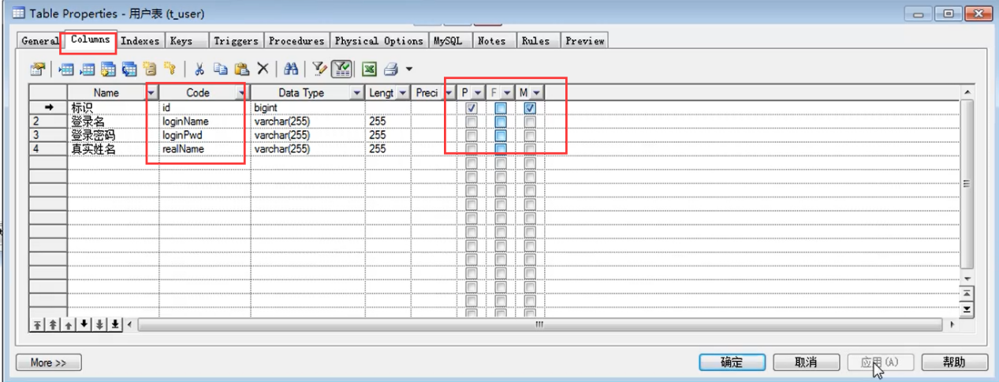 Table Properties - 用户表 (t_user)
General Columns Indexes Keys Triggers Procedures Physical Options MySQL Notes Rules Preview
Name Code Data Type Lengt Preci P F M
标识 id bigint
2 登录名 loginName varchar(255) 255
3 登录密码 loginPwd varchar(255) 255
4 真实姓名 realName varchar(255) 255
More >> 确定 取消 应用(A) 帮助